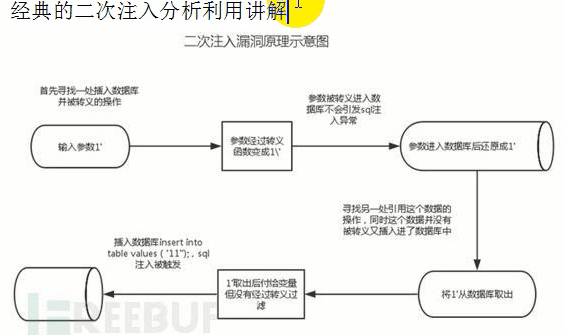 经典的二次注入分析利用讲解
二次注入漏洞原理示意图
首先寻找一处插入数据库
并被转义的操作
参数被转义进入数
据库不会引发sql注
入异常
输入参数1'
参数经过转义
函数变成1\'
参数进入数据库后还原成1'
寻找另一处引用这个数据的
操作，同时这个数据并没有
被转义又插入进了数据库中
插入数据库insert into
table values ( '11''); , sql
注入被触发
1'取出后付给变量
但没有经过转义过
滤
将1'从数据库取出
FREEBUF